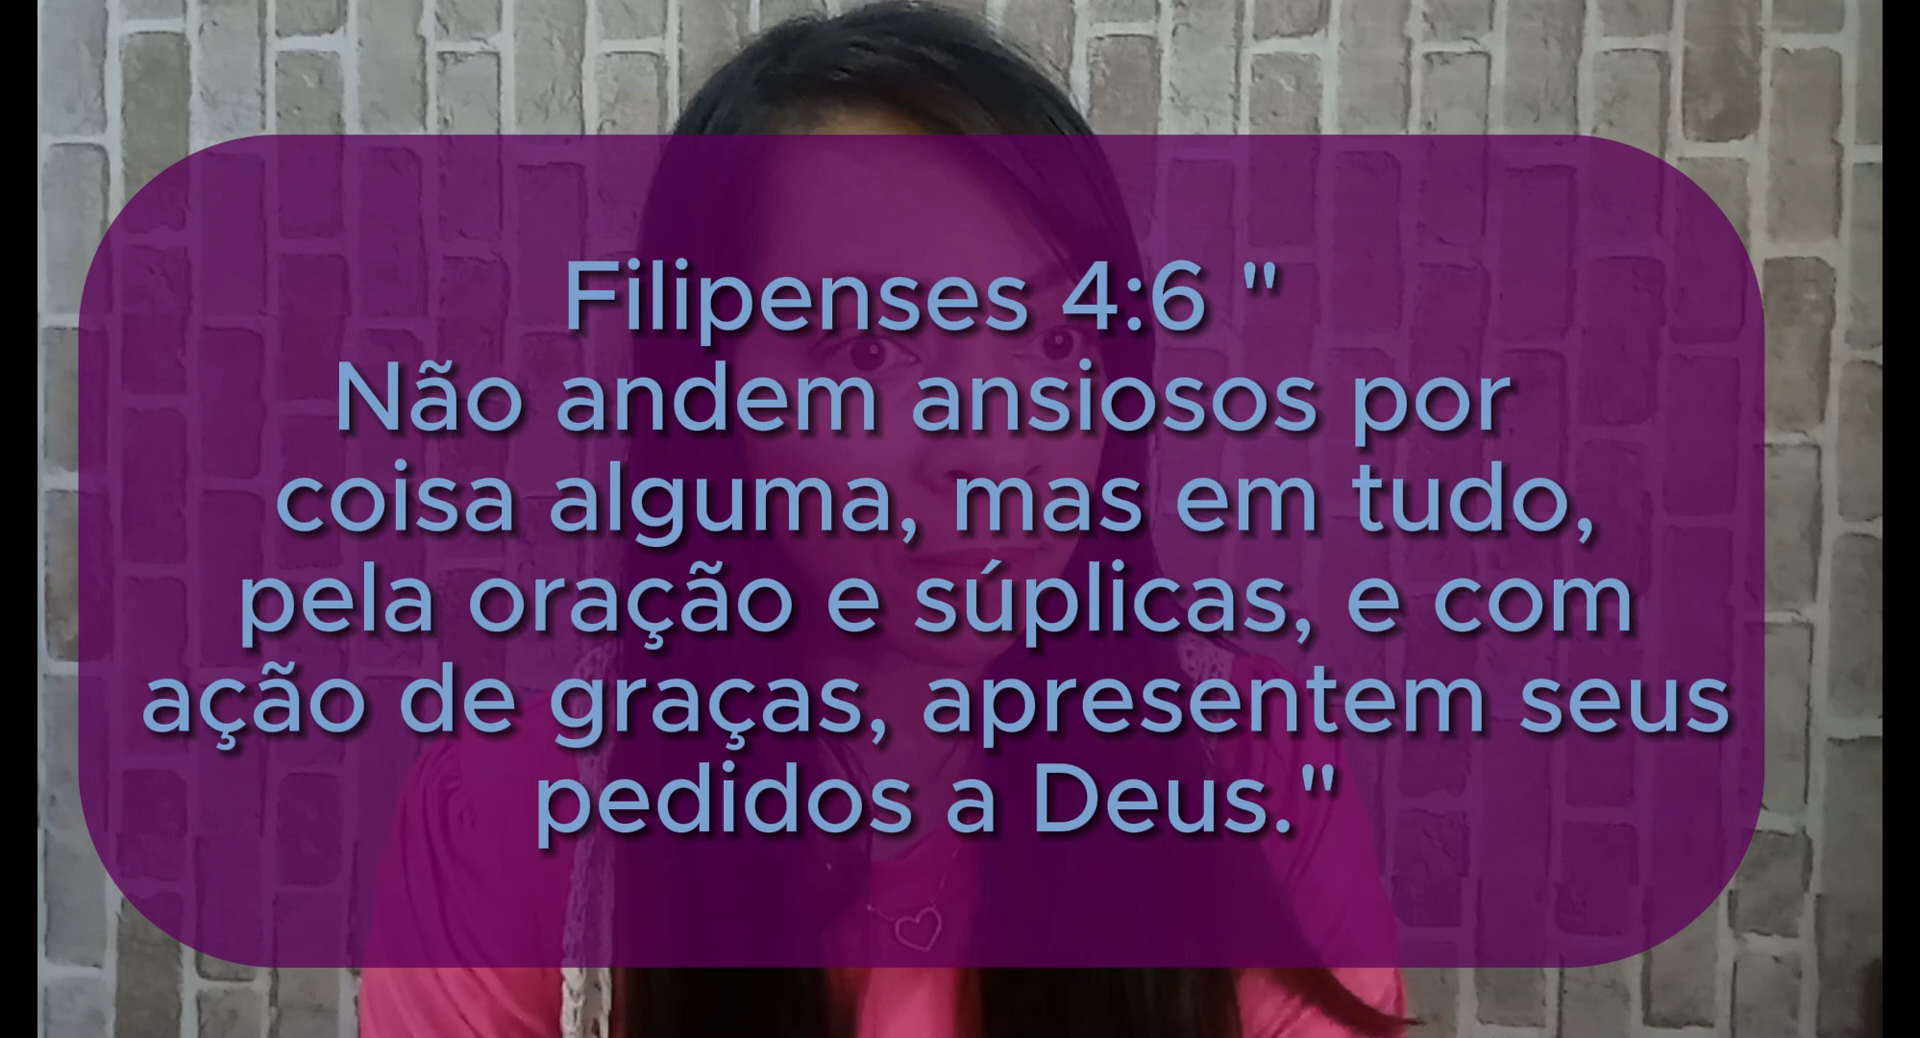 Filipenses 4:6 "
Não andem ansiosos por
coisa alguma, mas em tudo,
pela oração e súplicas, e com
ação de graças, apresentem seus
pedidos a Deus."